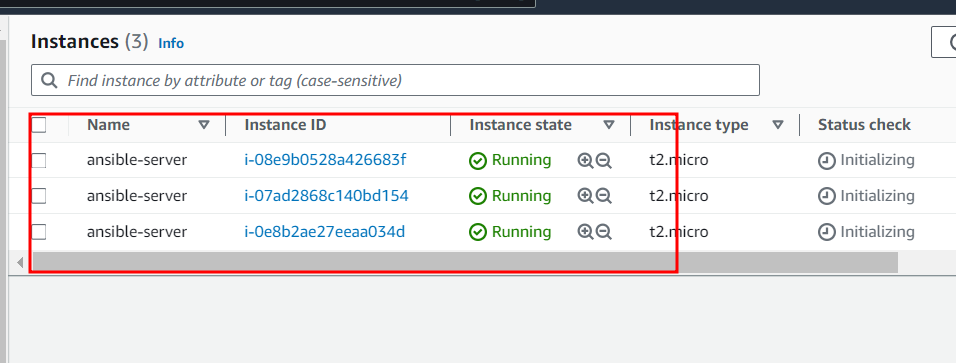 Instances (3) Info
Find instance by attribute or tag (case-sensitive)
Name Instance ID Instance state Instance type Status check
ansible-server i-08e9b0528a426683f Running t2.micro Initializing
ansible-server i-07ad2868c140bd154 Running t2.micro Initializing
ansible-server i-0e8b2ae27eeaa034d Running t2.micro Initializing